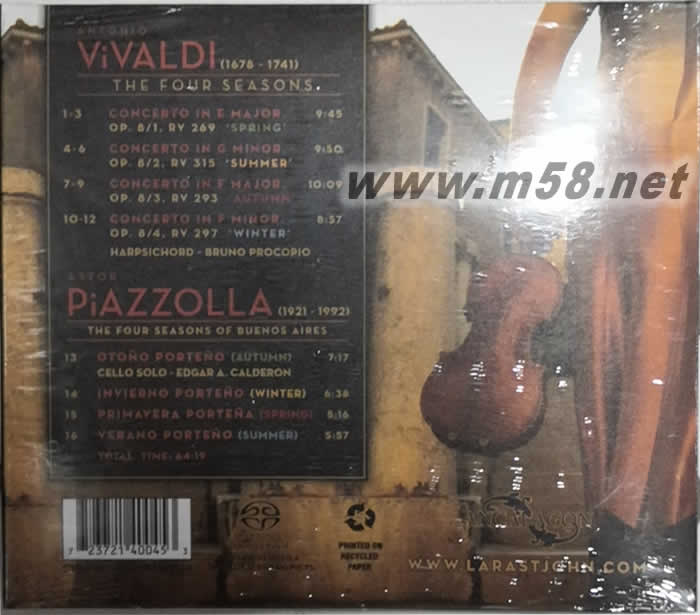 ANTONIO
ViVALDI (1678 - 1741)
THE FOUR SEASONS
1-3 CONCERTO IN E MAJOR, 9:45
OP. 8/1, RV 269 'SPRING'
4-6 CONCERTO IN G MINOR, 9:50
OP. 8/2, RV 315 'SUMMER'
7-9 CONCERTO IN F MAJOR, 10:09
OP. 8/3, RV 293 'AUTUMN'
10-12 CONCERTO IN F MINOR, 8:57
OP. 8/4, RV 297 'WINTER'
HARPSICHORD - BRUNO PROCOPIO
www.m58.net
ASTOR
PiAZZOLLA (1921 - 1992)
THE FOUR SEASONS OF BUENOS AIRES
13 OTOÑO PORTEÑO (AUTUMN) 7:17
CELLO SOLO - EDGAR A. CALDERON
14 INVIERNO PORTEÑO (WINTER) 6:38
15 PRIMAVERA PORTEÑA (SPRING) 5:16
16 VERANO PORTEÑO (SUMMER) 5:57
TOTAL TIME: 64:19
7 23721 40045 3
PRINTED ON
RECYCLED
PAPER
WWW.LARASTJOHN.COM